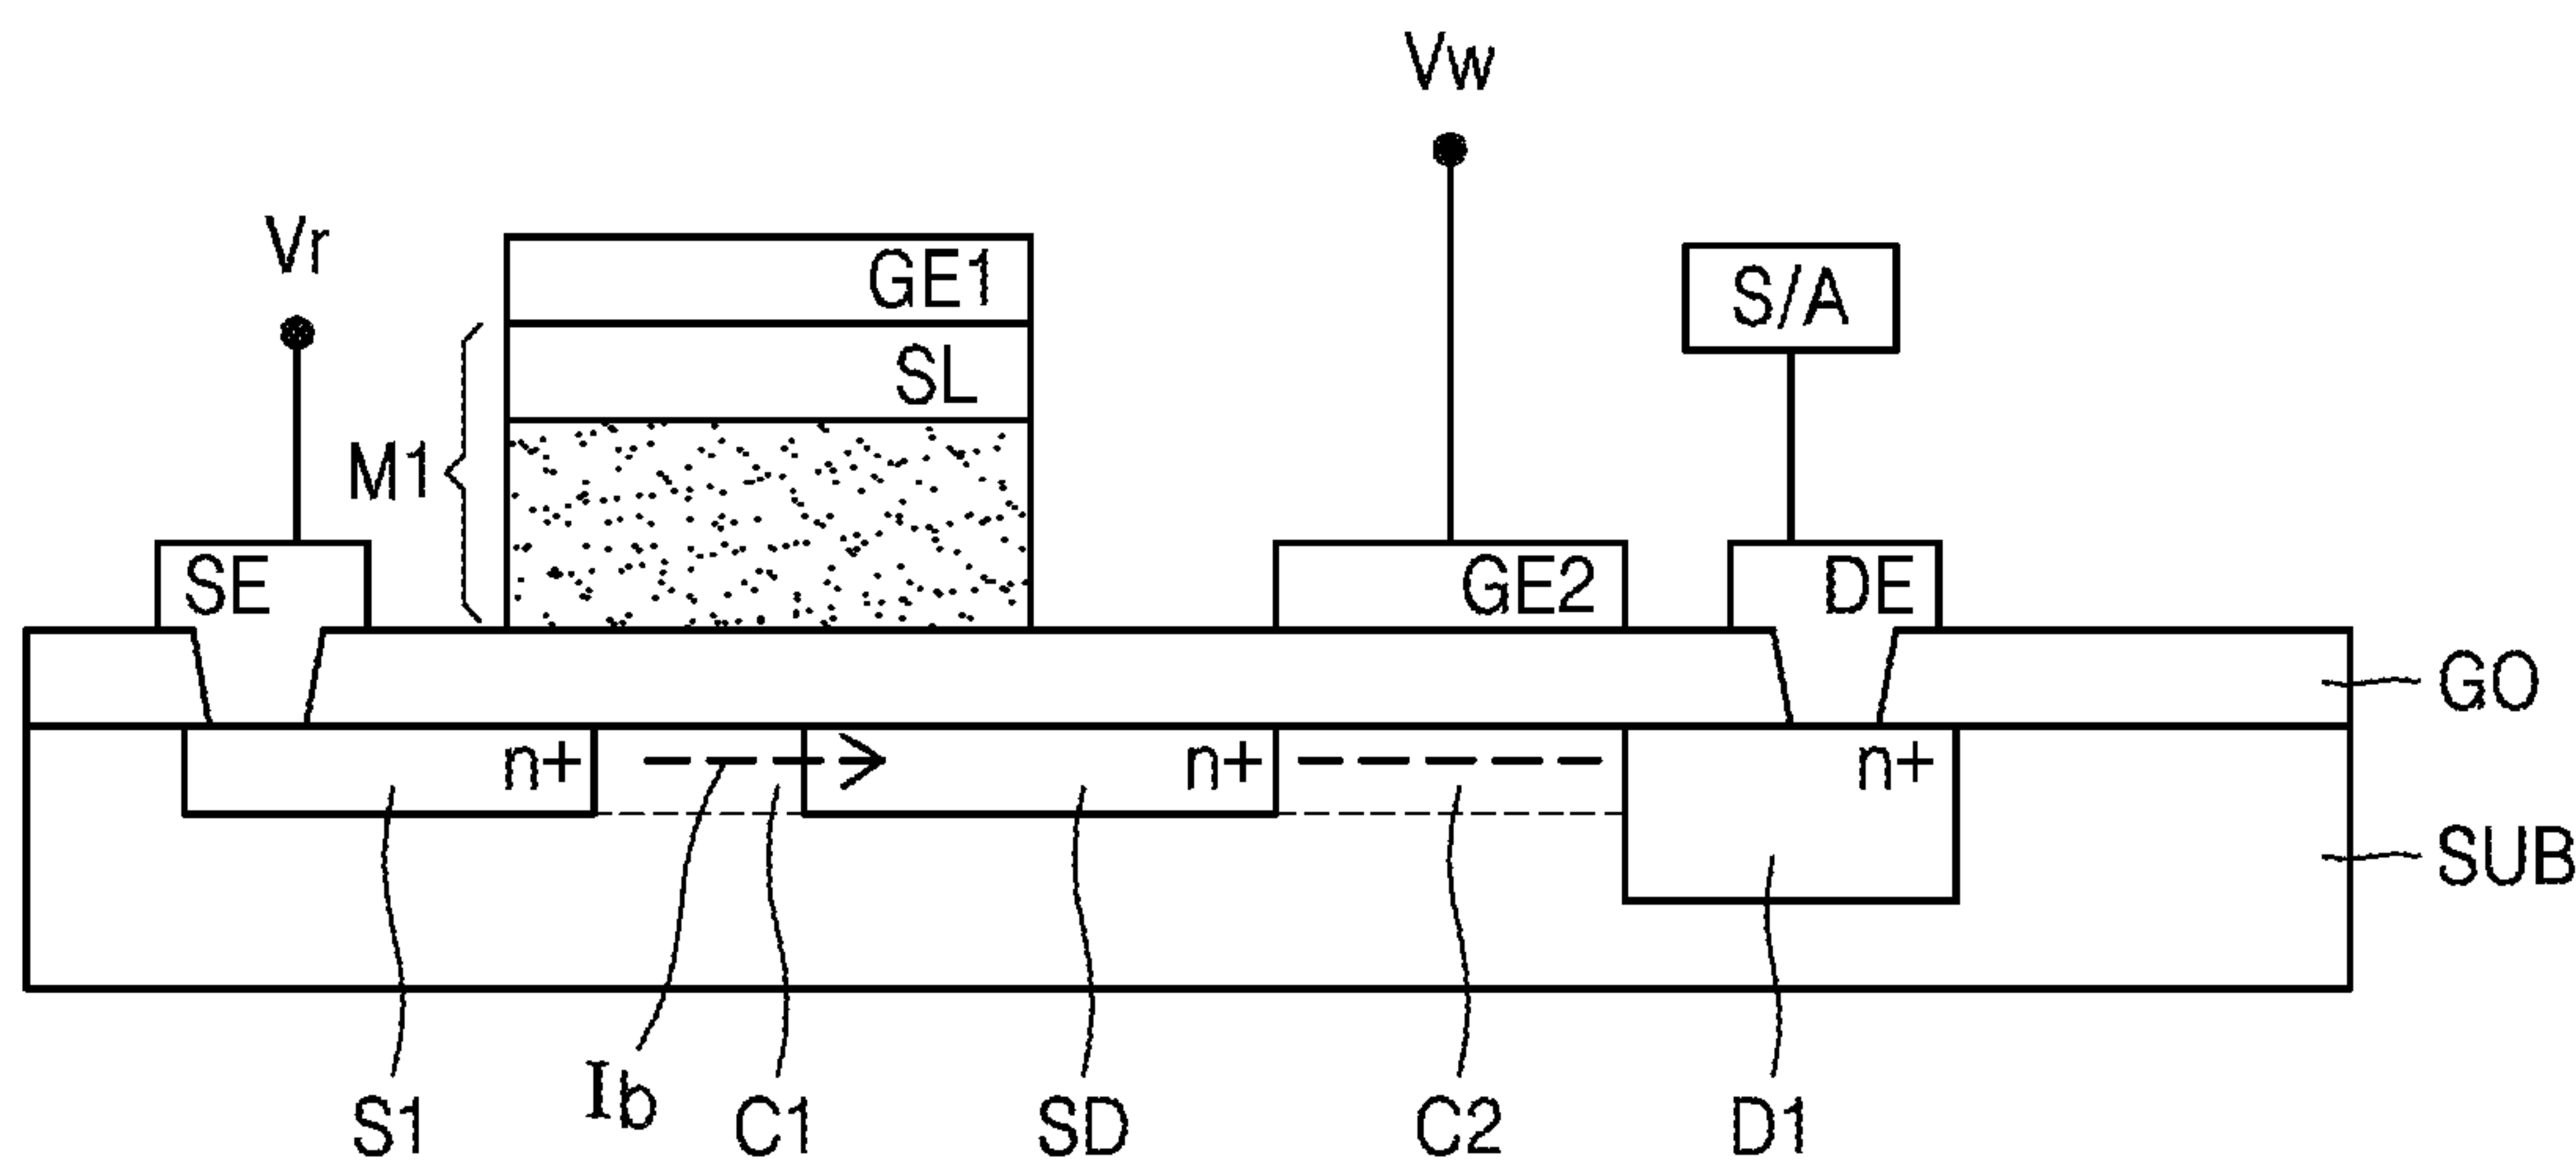 Vw
Vr
GE1
S/A
SL
M1
SE
GE2
DE
GO
n+
n+
n+
SUB
S1
Ib
C1
SD
C2
D1